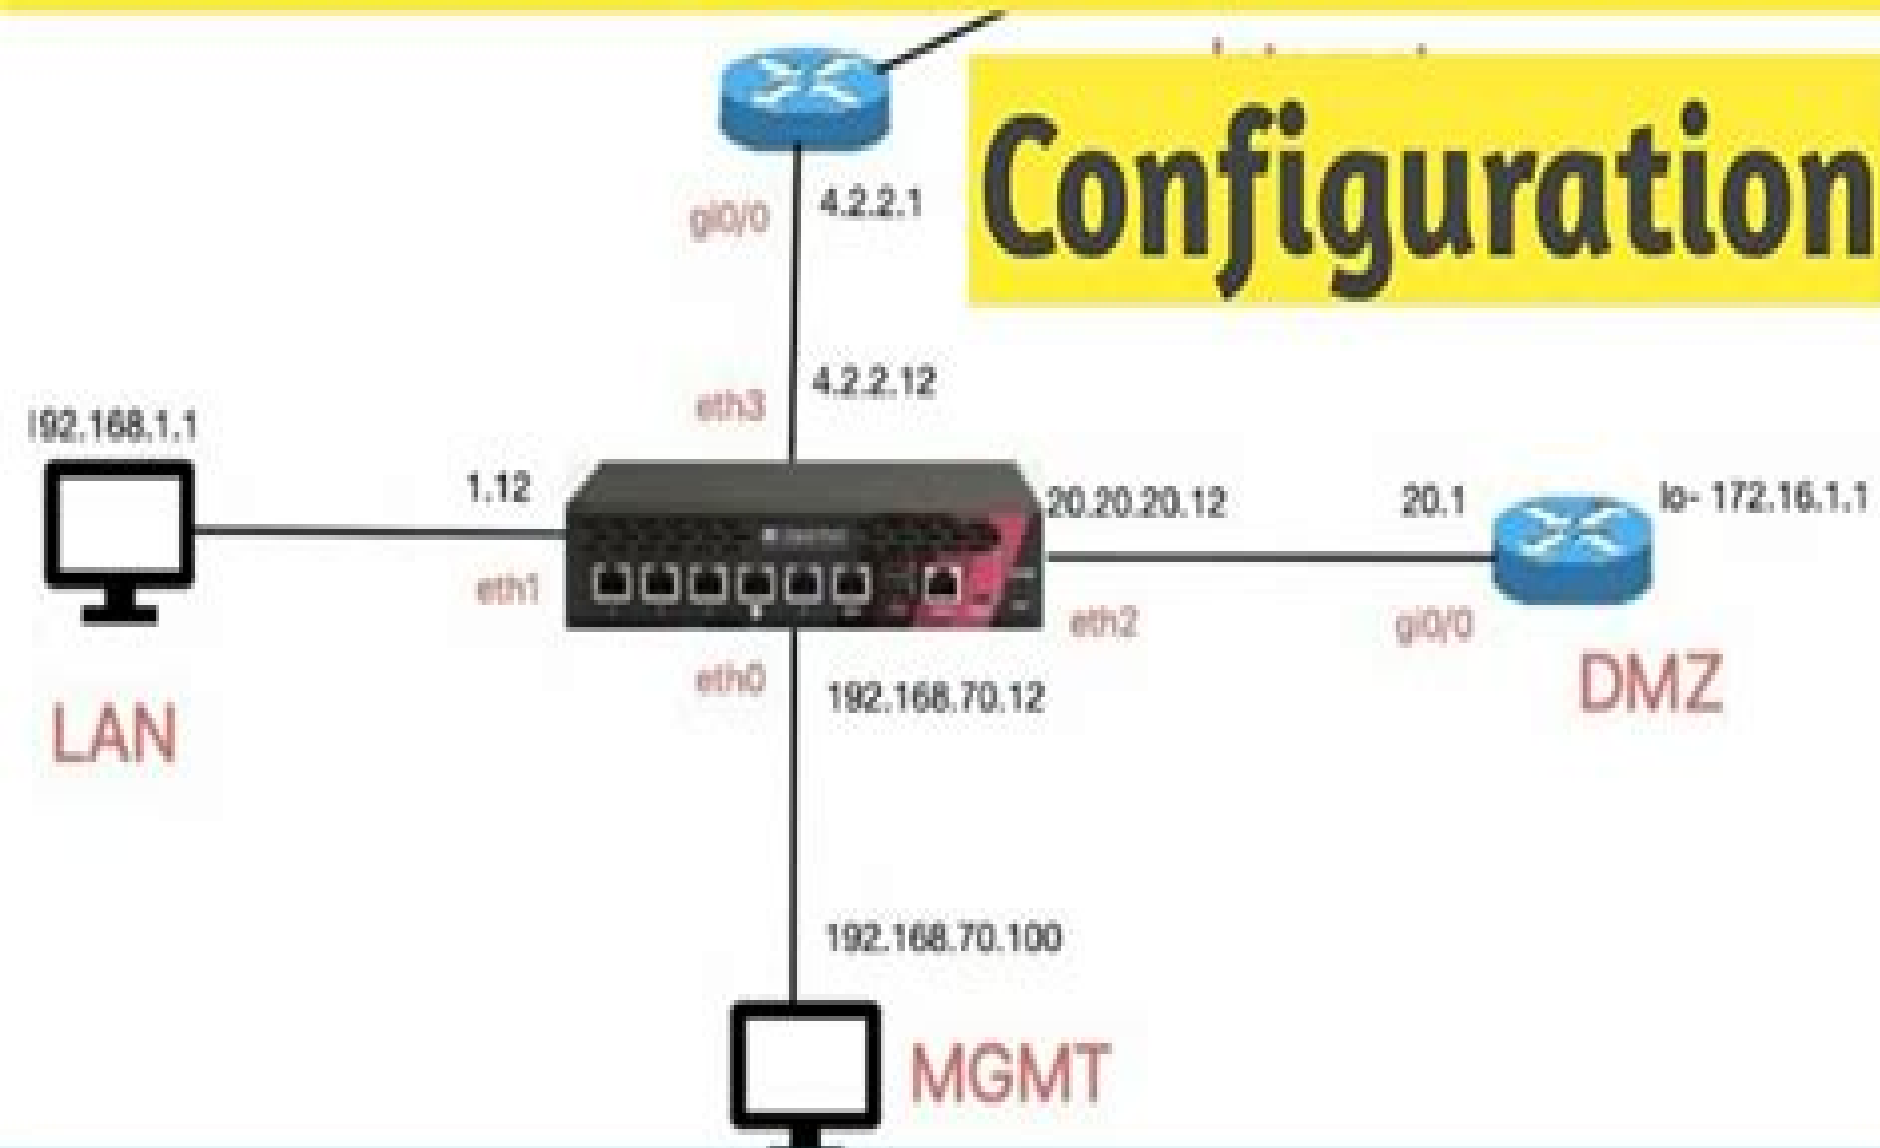 Configuration
gi0/0
4.2.2.1
eth3
4.2.2.12
192.168.1.1
1.12
20.20.20.12
20.1
lo- 172.16.1.1
eth1
eth2
gi0/0
DMZ
eth0
192.168.70.12
LAN
192.168.70.100
MGMT